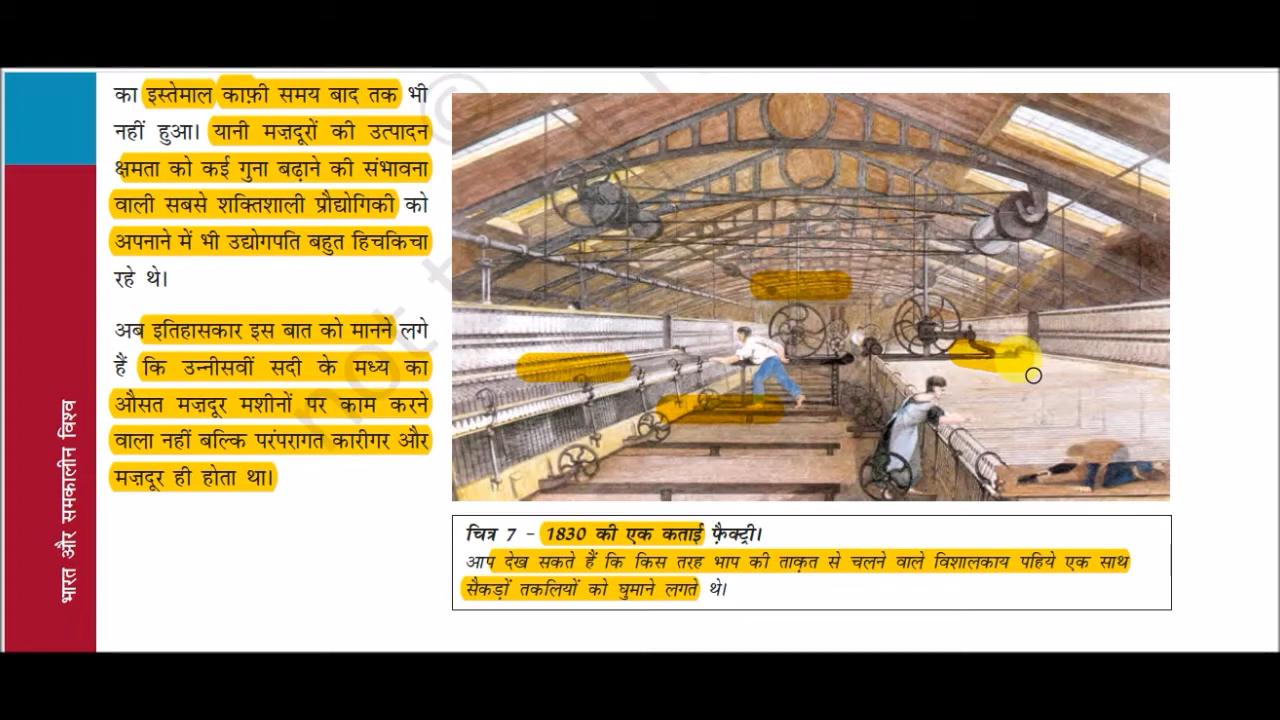 का इस्तेमाल काफ़ी समय बाद तक भी
नहीं हुआ। यानी मज़दूरों की उत्पादन
क्षमता को कई गुना बढ़ाने की संभावना
वाली सबसे शक्तिशाली प्रौद्योगिकी को
अपनाने में भी उद्योगपति बहुत हिचकिचा
रहे थे।
अब इतिहासकार इस बात को मानने लगे
हैं कि उन्नीसवीं सदी के मध्य का
औसत मज़दूर मशीनों पर काम करने
वाला नहीं बल्कि परंपरागत कारीगर और
मज़दूर ही होता था।
भारत और समकालीन विश्व
चित्र 7 – 1830 की एक कताई फ़ैक्ट्री।
आप देख सकते हैं कि किस तरह भाप की ताक़त से चलने वाले विशालकाय पहिये एक साथ
सैकड़ों तकलियों को घुमाने लगते थे।
not t
©